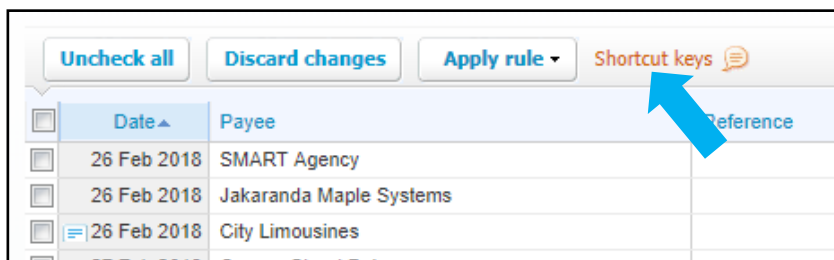 Uncheck all Discard changes Apply rule Shortcut keys
Date Payee Reference
26 Feb 2018 SMART Agency
26 Feb 2018 Jakaranda Maple Systems
26 Feb 2018 City Limousines